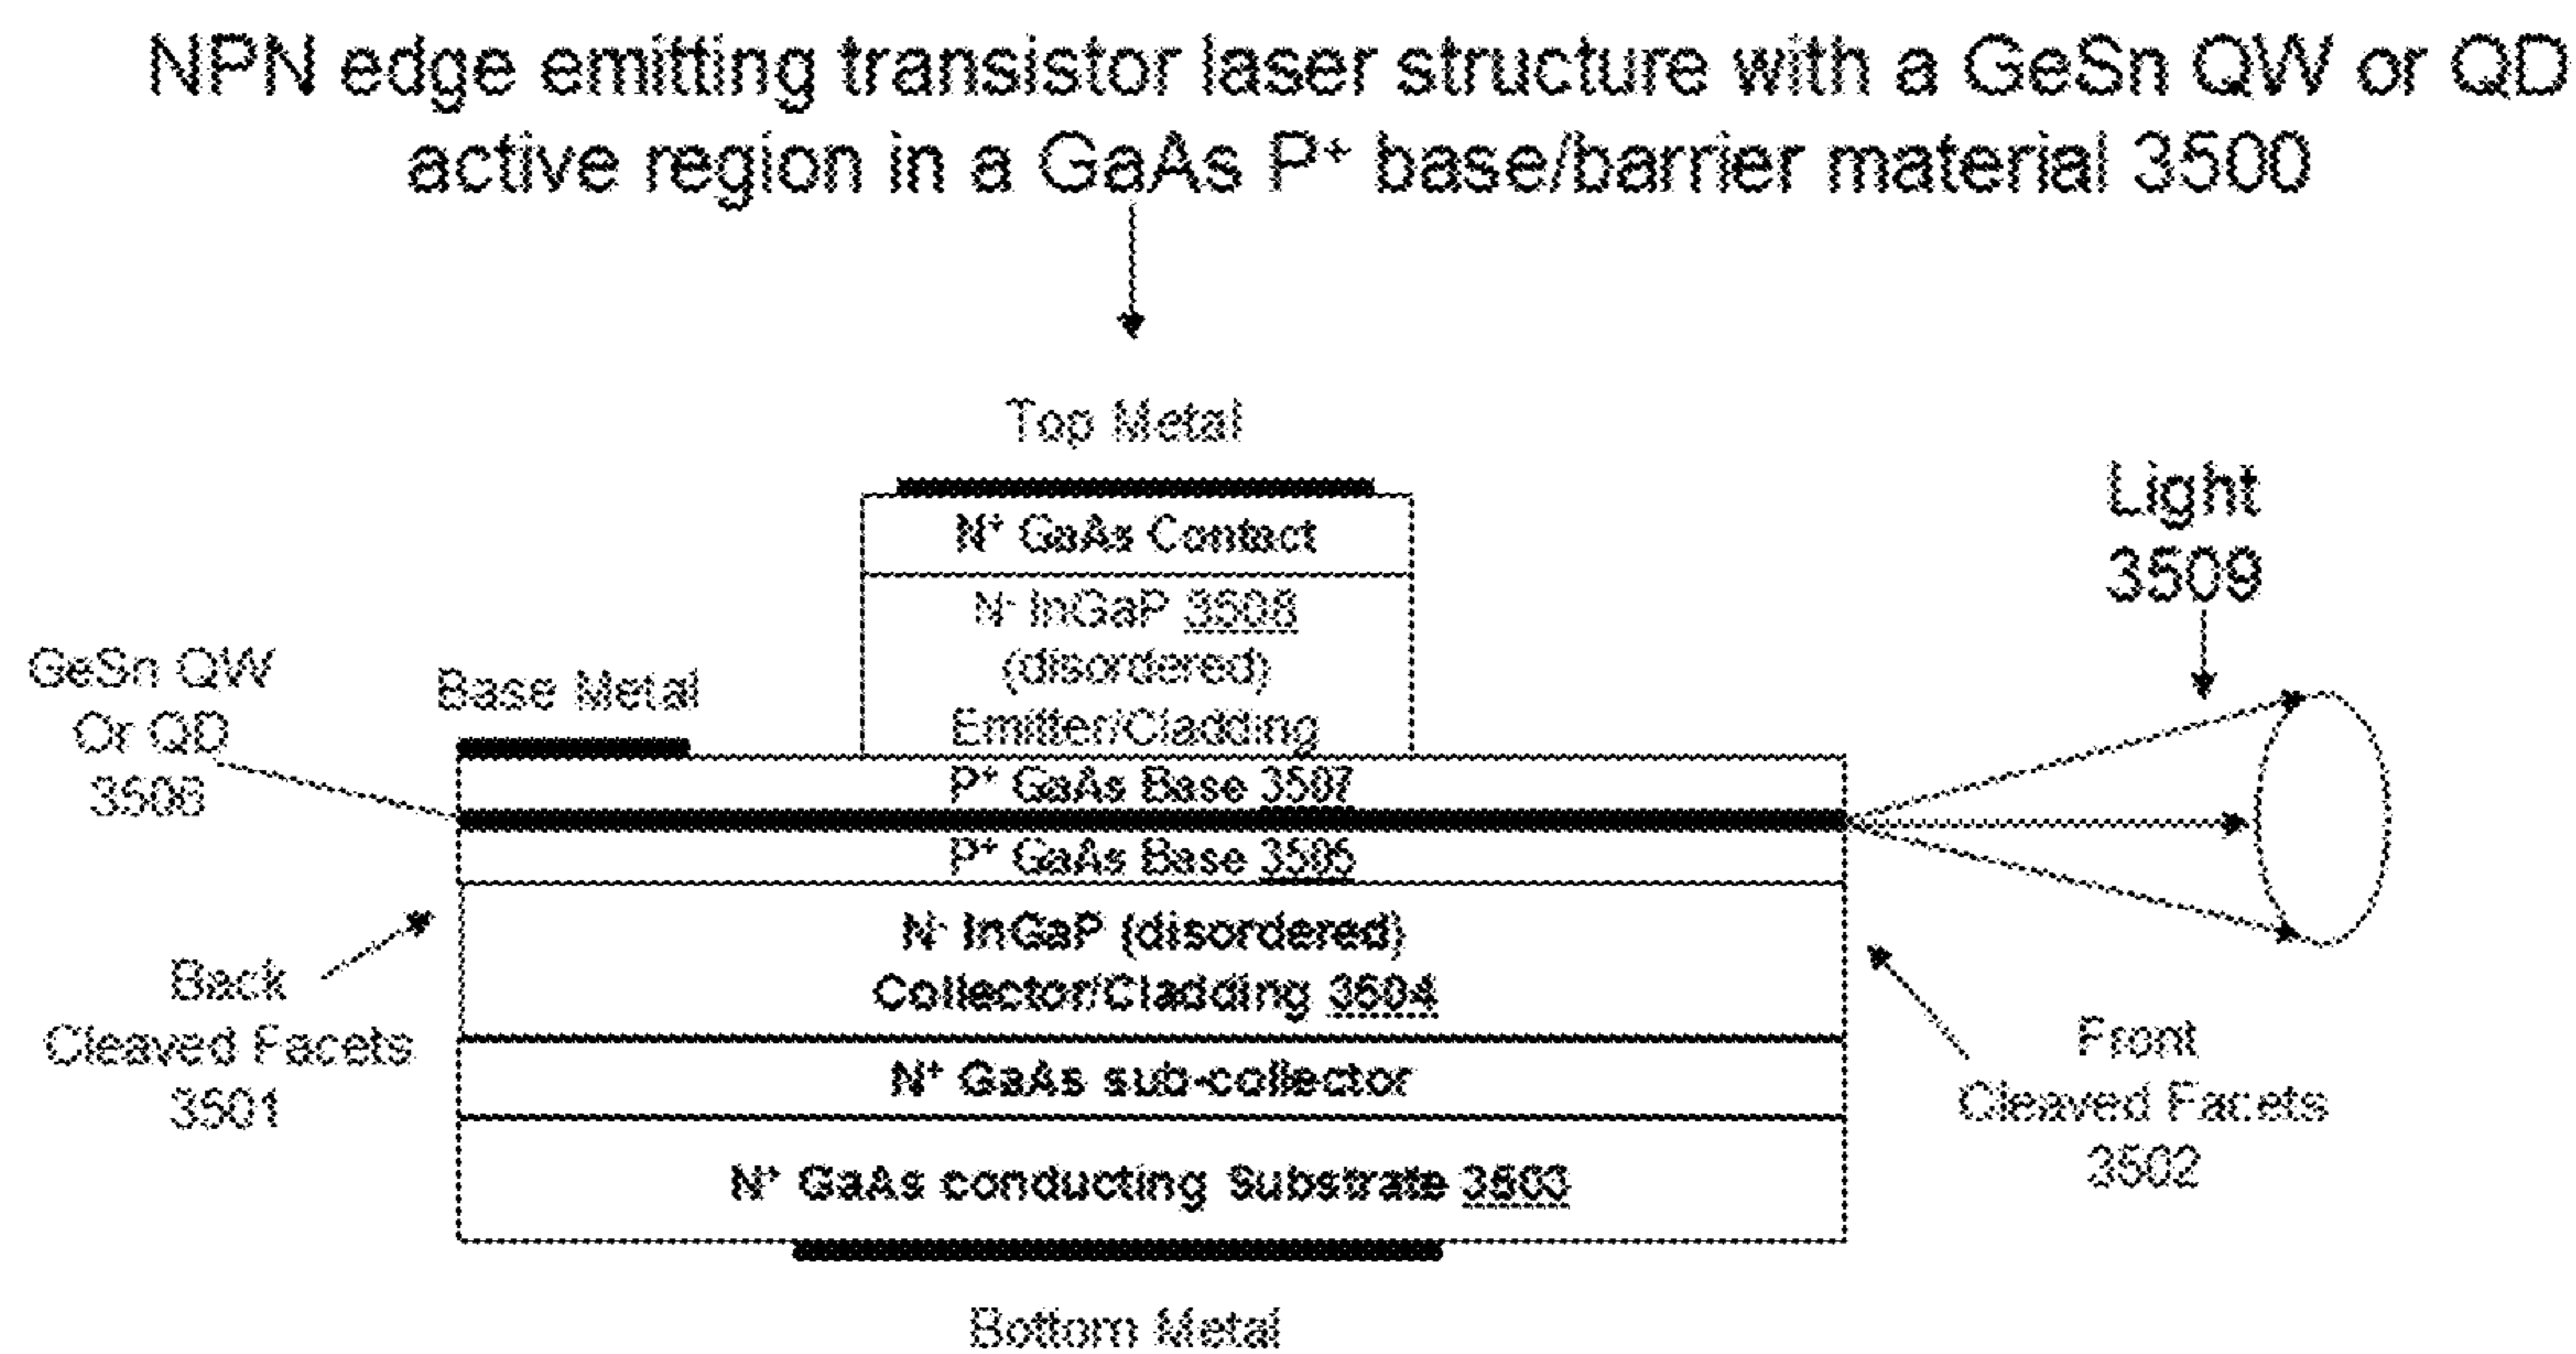 NPN edge emitting transistor laser structure with a GeSn QW or QD
active region in a GaAs P⁺ base/barrier material 3500
Top Metal
N⁺ GaAs Contact
N⁻ InGaP 3508
(disordered)
Emitter/Cladding
Light
3509
GeSn QW
Or QD
3506
Base Metal
P⁺ GaAs Base 3507
P⁺ GaAs Base 3505
N⁻ InGaP (disordered)
Collector/Cladding 3504
Back
Cleaved Facets
3501
N⁺ GaAs sub-collector
Front
Cleaved Facets
3502
N⁺ GaAs conducting Substrate 3503
Bottom Metal